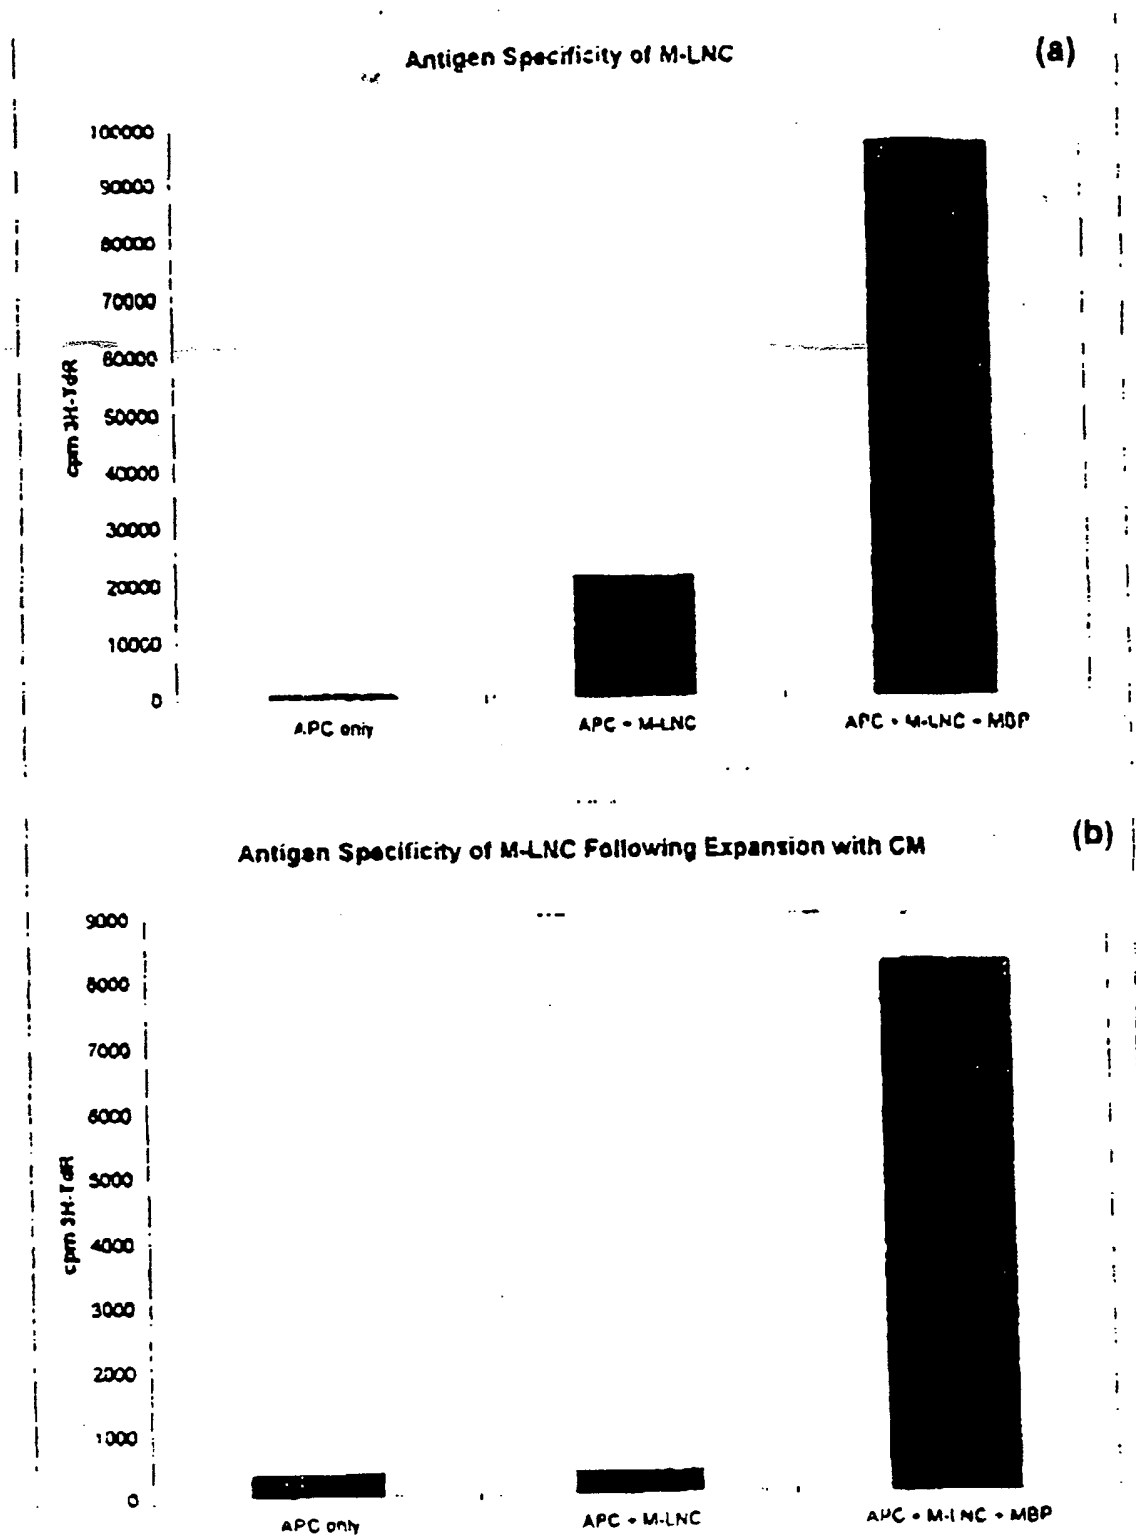 (a)
Antigen Specificity of M-LNC
100000
90000
80000
70000
60000
50000
40000
30000
20000
10000
0
cpm 3H-TdR
APC only
APC + M-LNC
APC + M-LNC + MBP
(b)
Antigen Specificity of M-LNC Following Expansion with CM
9000
8000
7000
6000
5000
4000
3000
2000
1000
0
cpm 3H-TdR
APC only
APC + M-LNC
APC + M-LNC + MBP